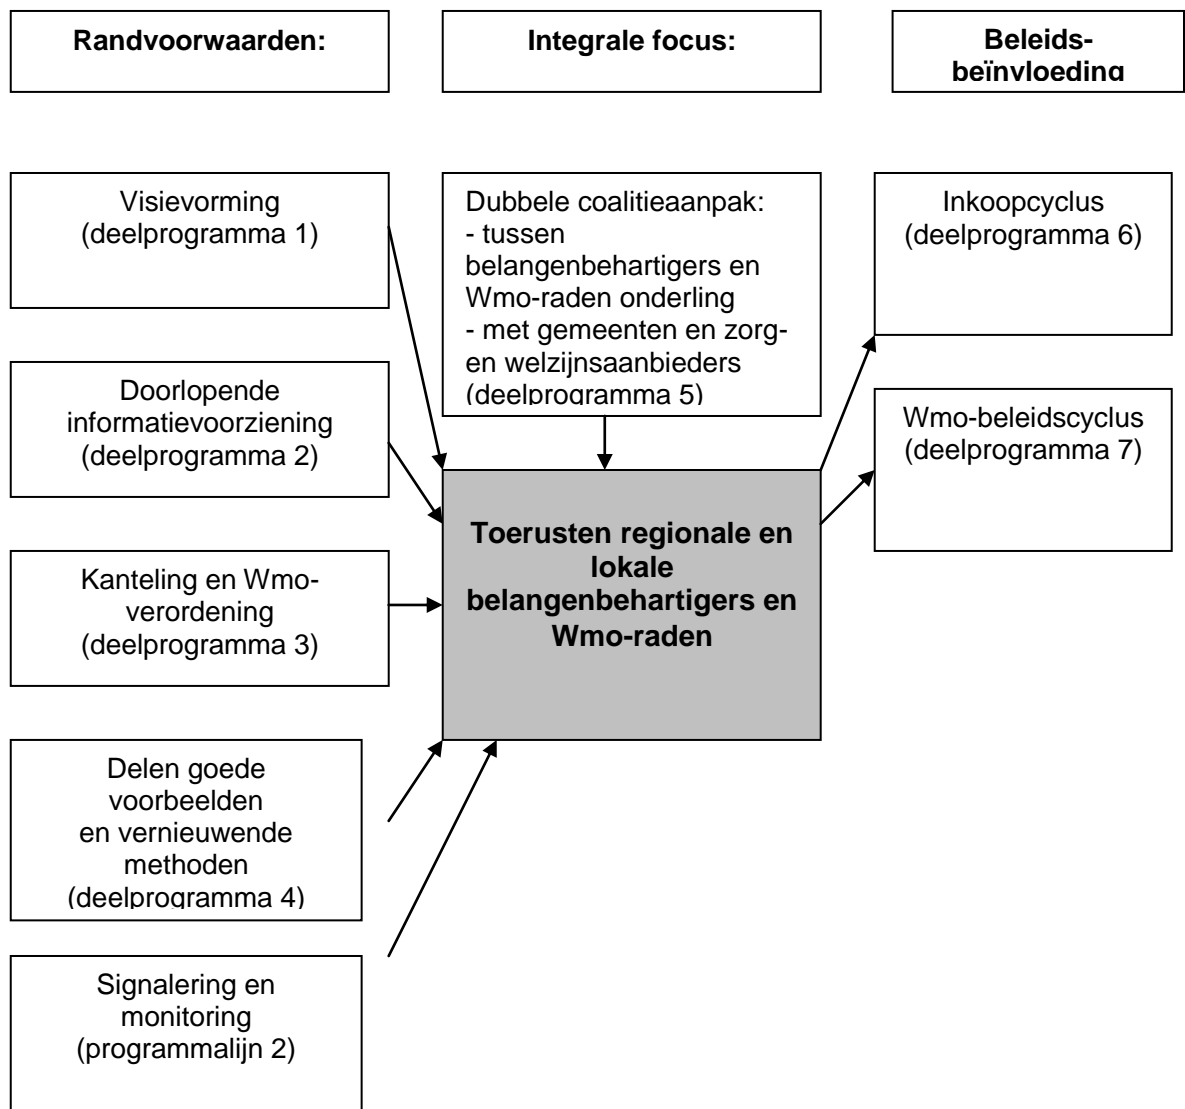 Randvoorwaarden:
Integrale focus:
Beleids-
beïnvloeding
Visievorming
(deelprogramma 1)
Doorlopende
informatievoorziening
(deelprogramma 2)
Kanteling en Wmo-
verordening
(deelprogramma 3)
Delen goede
voorbeelden
en vernieuwende
methoden
(deelprogramma 4)
Signalering en
monitoring
(programmalijn 2)
Dubbele coalitieaanpak:
- tussen
belangenbehartigers en
Wmo-raden onderling
- met gemeenten en zorg-
en welzijnsaanbieders
(deelprogramma 5)
Toerusten regionale en
lokale
belangenbehartigers en
Wmo-raden
Inkoopcyclus
(deelprogramma 6)
Wmo-beleidscyclus
(deelprogramma 7)